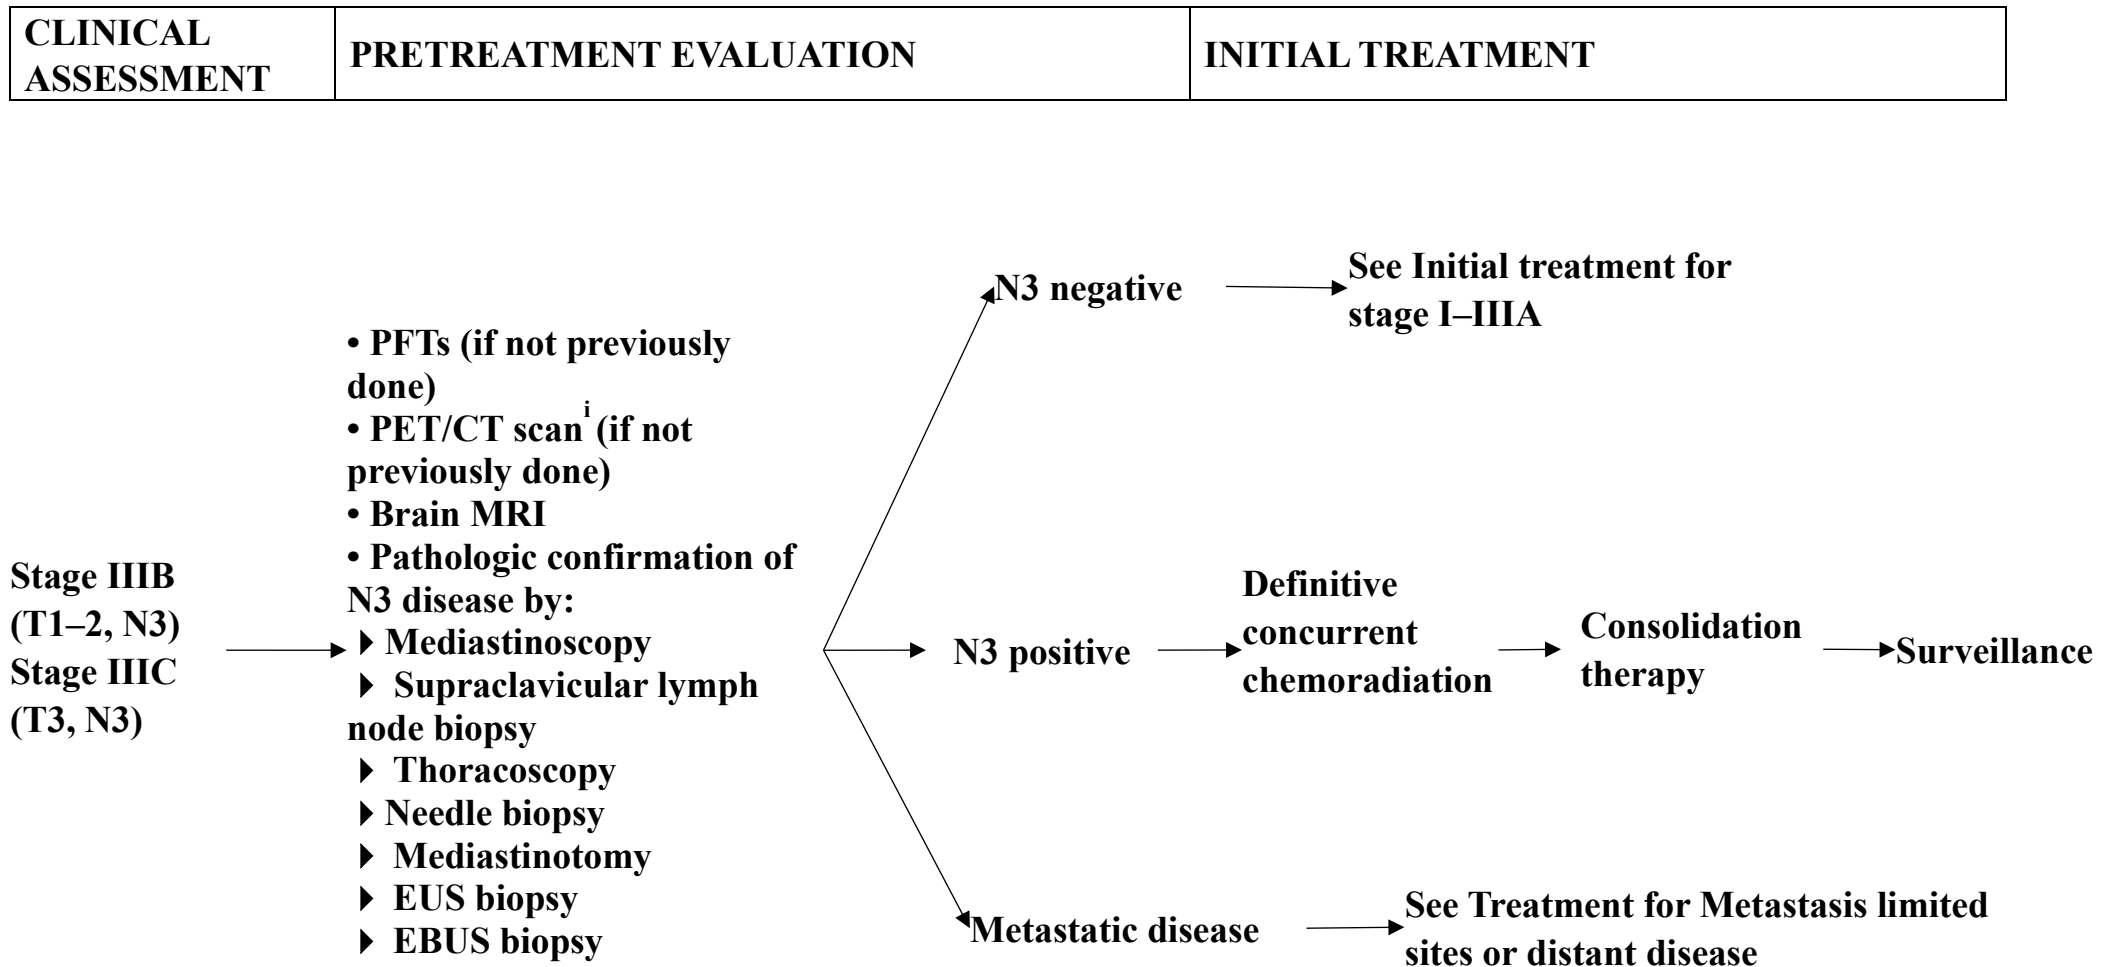 CLINICAL
ASSESSMENT
PRETREATMENT EVALUATION
INITIAL TREATMENT
Stage IIIB
(T1–2, N3)
Stage IIIC
(T3, N3)
• PFTs (if not previously
done)
• PET/CT scan i (if not
previously done)
• Brain MRI
• Pathologic confirmation of
N3 disease by:
Mediastinoscopy
Supraclavicular lymph
node biopsy
Thoracoscopy
Needle biopsy
Mediastinotomy
EUS biopsy
EBUS biopsy
N3 negative
See Initial treatment for
stage I–IIIA
N3 positive
Definitive
concurrent
chemoradiation
Consolidation
therapy
Surveillance
Metastatic disease
See Treatment for Metastasis limited
sites or distant disease